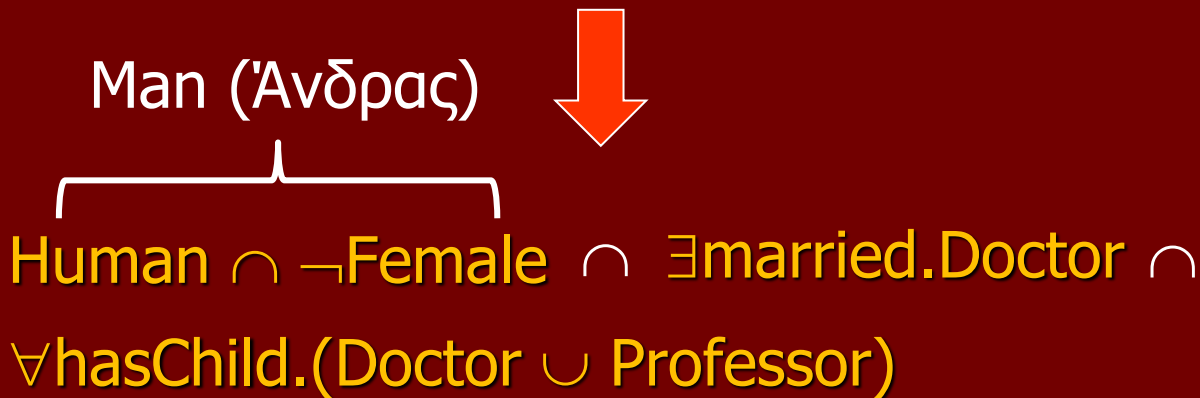 Man (Άνδρας)
Human ∩ ¬Female ∩ ∃married.Doctor ∩
∀hasChild.(Doctor ∪ Professor)